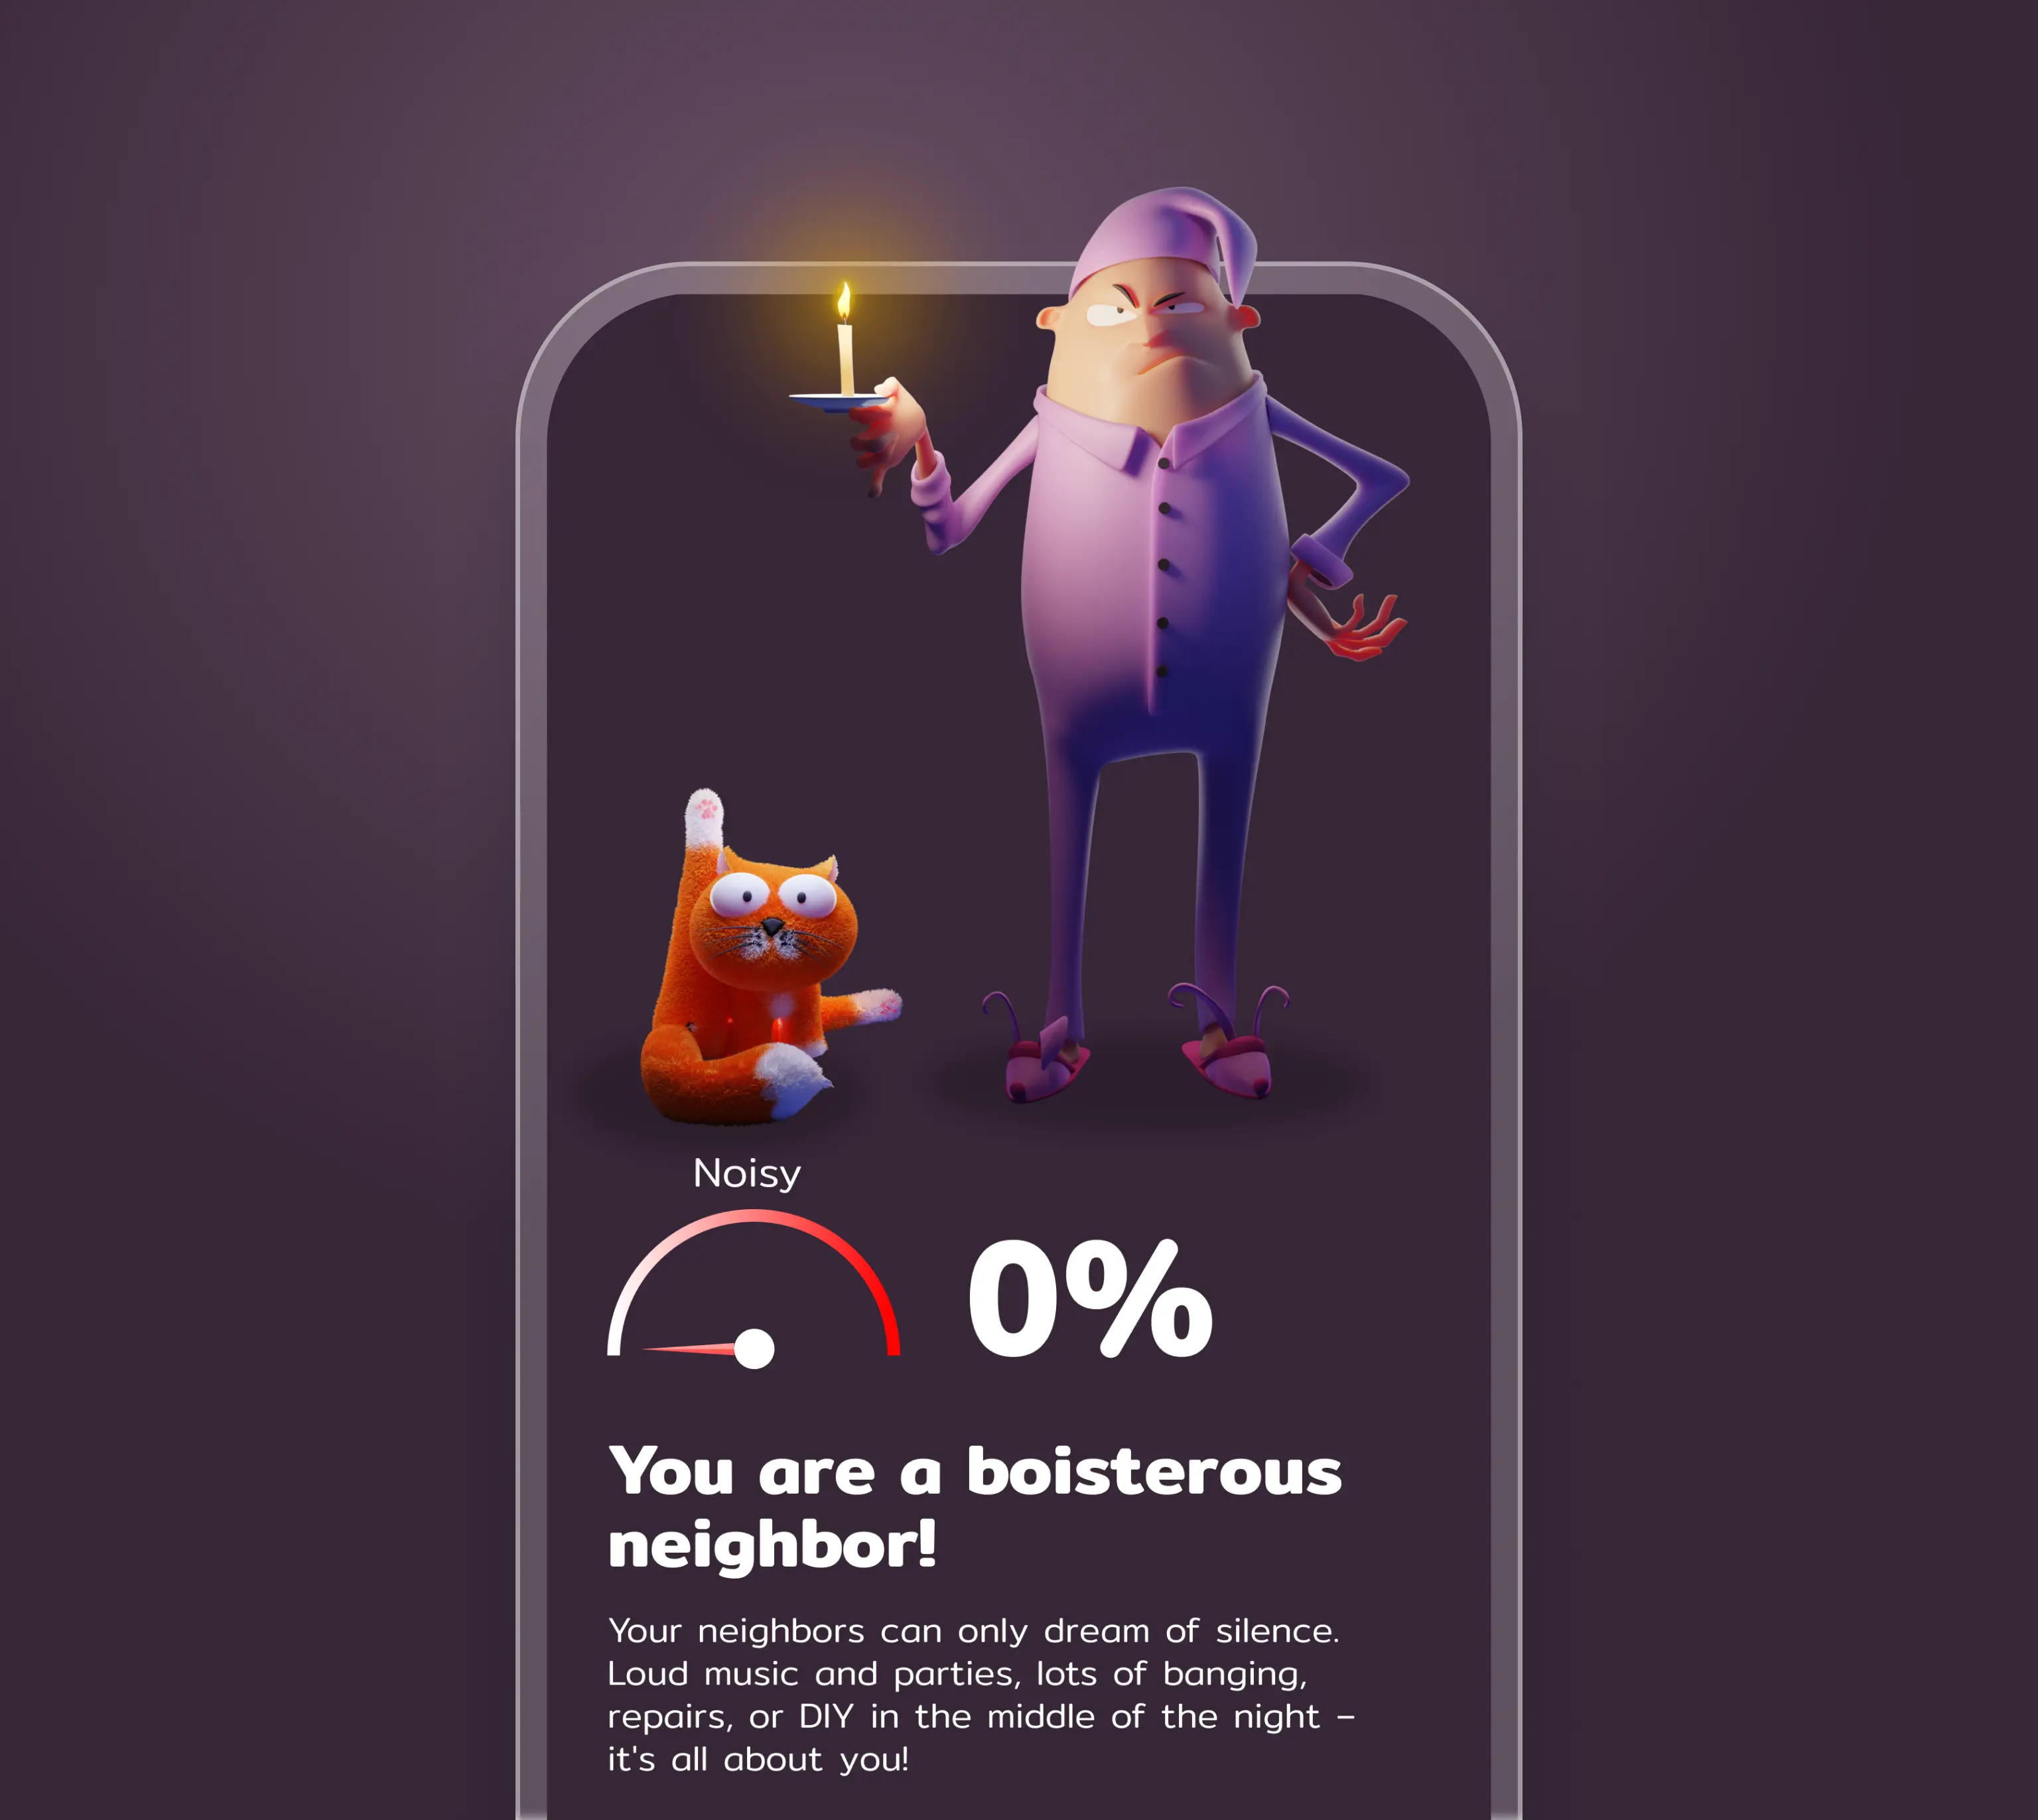 Noisy
0%
You are a boisterous
neighbor!
Your neighbors can only dream of silence.
Loud music and parties, lots of banging,
repairs, or DIY in the middle of the night –
it's all about you!